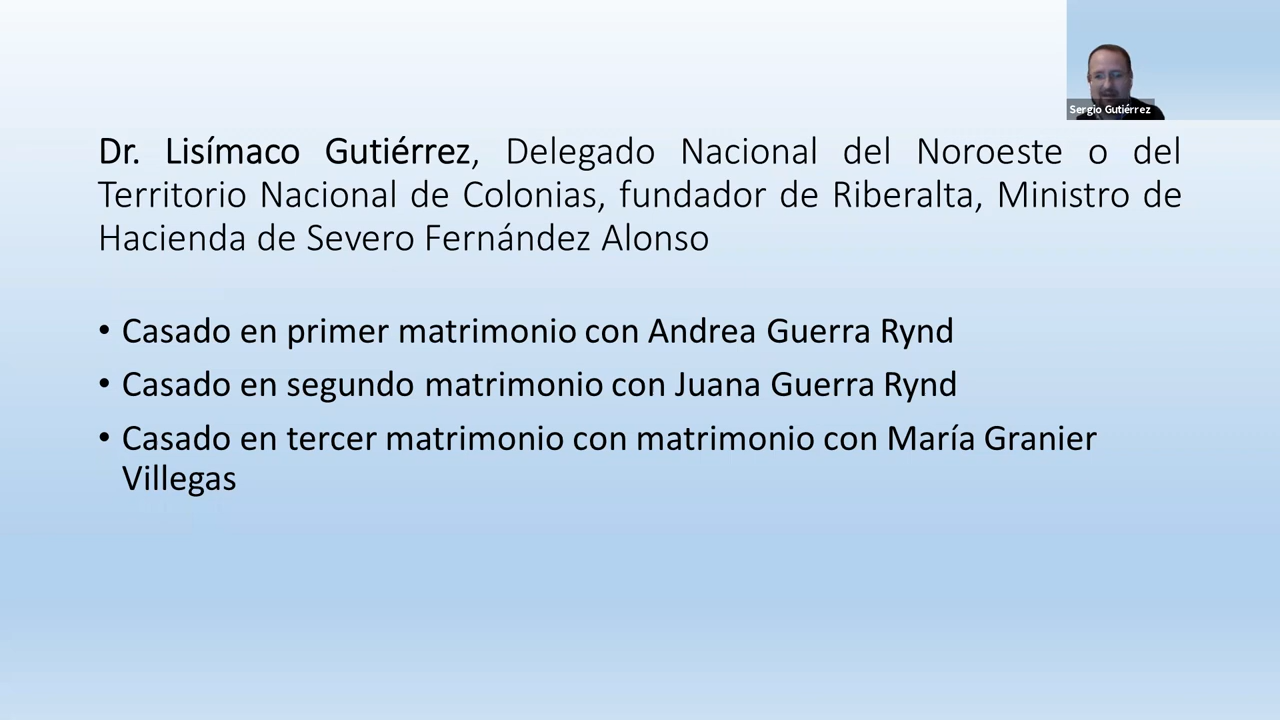 Sergio Gutiérrez
Dr. Lisímaco Gutiérrez, Delegado Nacional del Noroeste o del
Territorio Nacional de Colonias, fundador de Riberalta, Ministro de
Hacienda de Severo Fernández Alonso
• Casado en primer matrimonio con Andrea Guerra Rynd
• Casado en segundo matrimonio con Juana Guerra Rynd
• Casado en tercer matrimonio con matrimonio con María Granier
Villegas